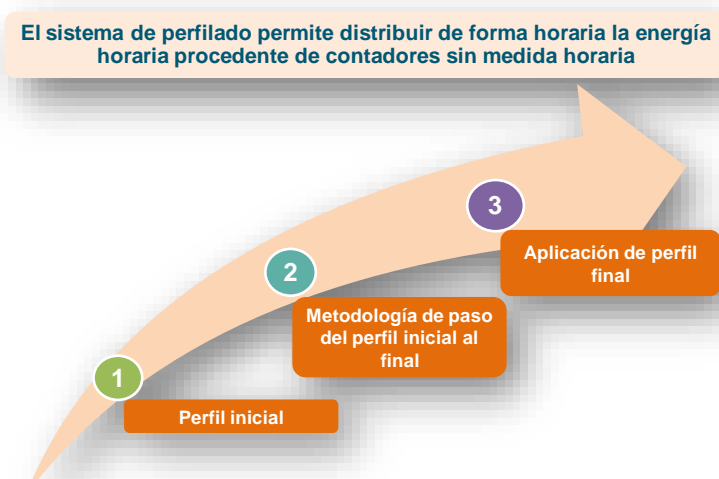 El sistema de perfilado permite distribuir de forma horaria la energía
horaria procedente de contadores sin medida horaria
3
Aplicación de perfil
final
2
Metodología de paso
del perfil inicial al
final
1
Perfil inicial